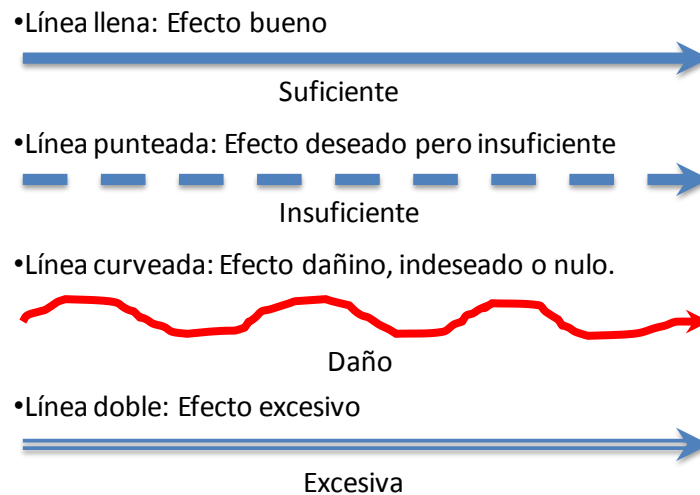 •Línea llena: Efecto bueno
Suficiente
•Línea punteada: Efecto deseado pero insuficiente
Insuficiente
•Línea curveada: Efecto dañino, indeseado o nulo.
Daño
•Línea doble: Efecto excesivo
Excesiva